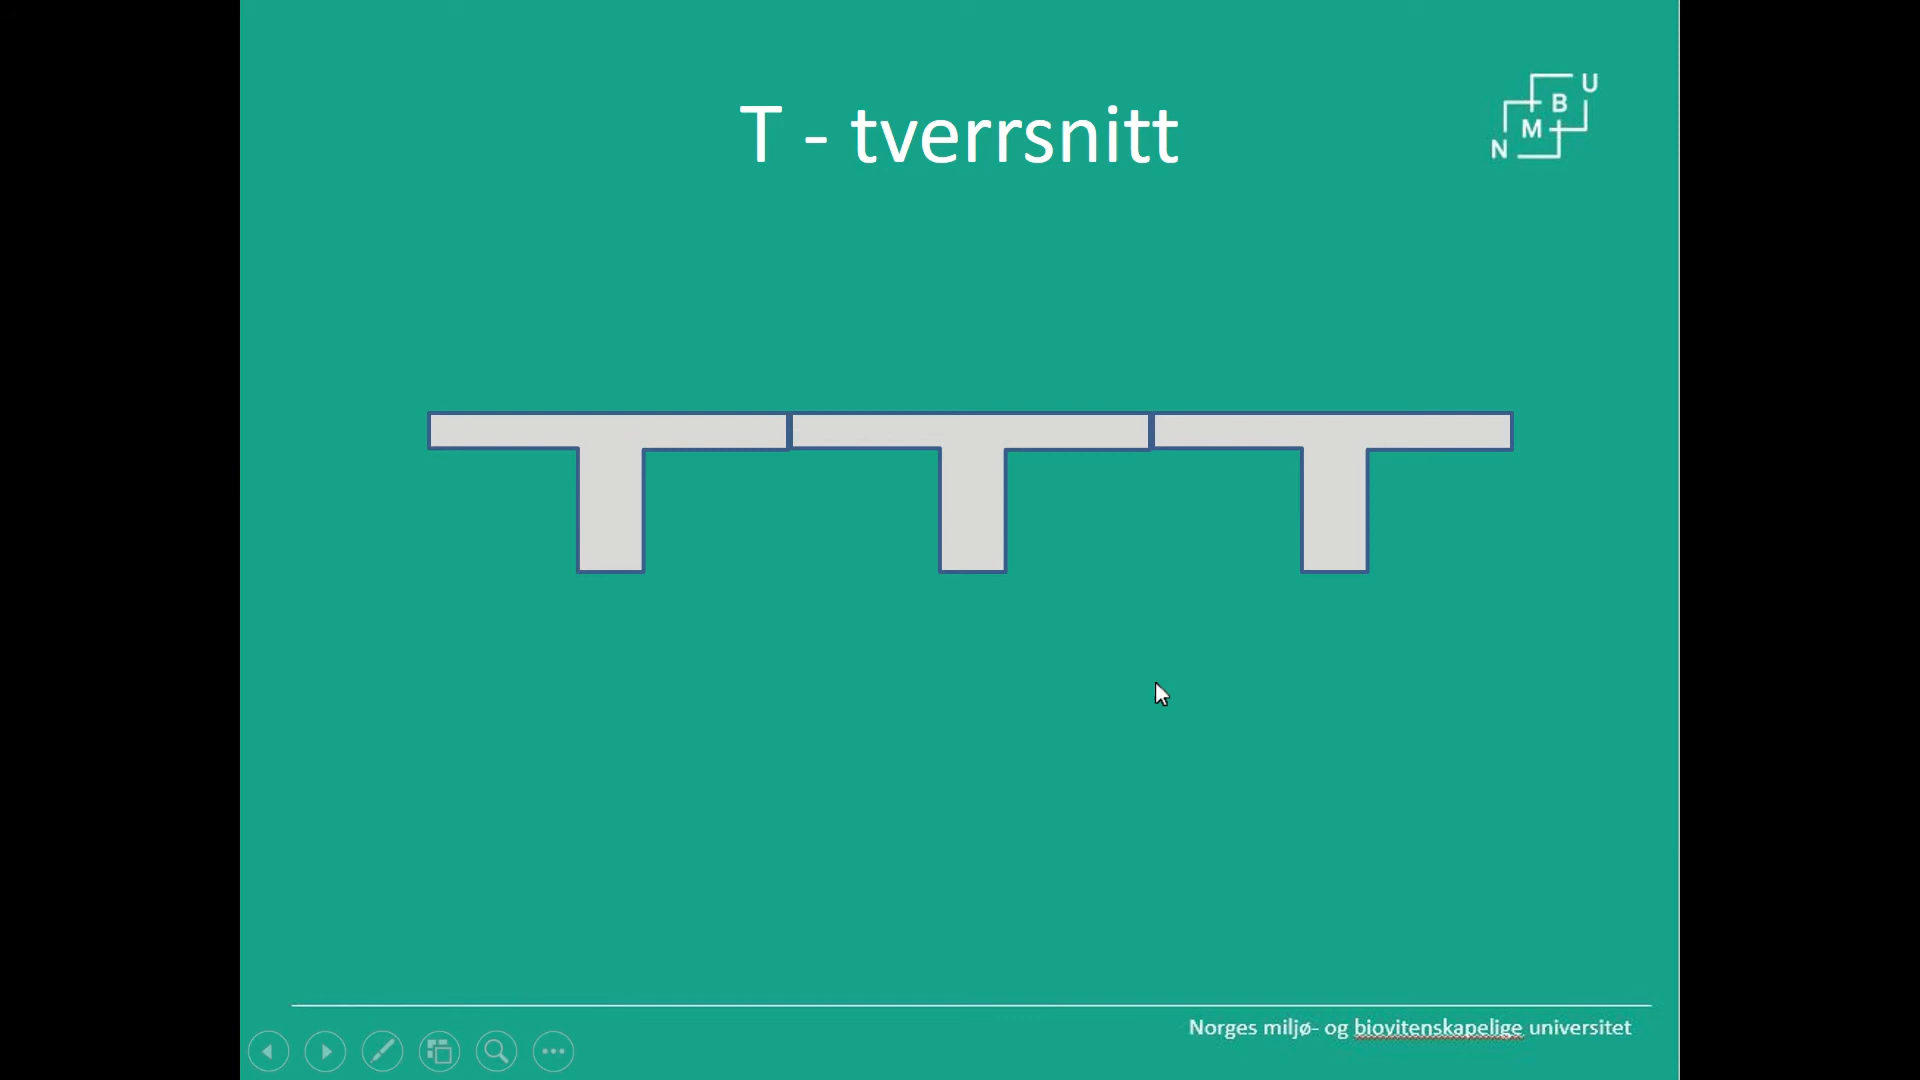 T - tverrsnitt
U
B
M
N
Norges miljø- og biovitenskapelige universitet